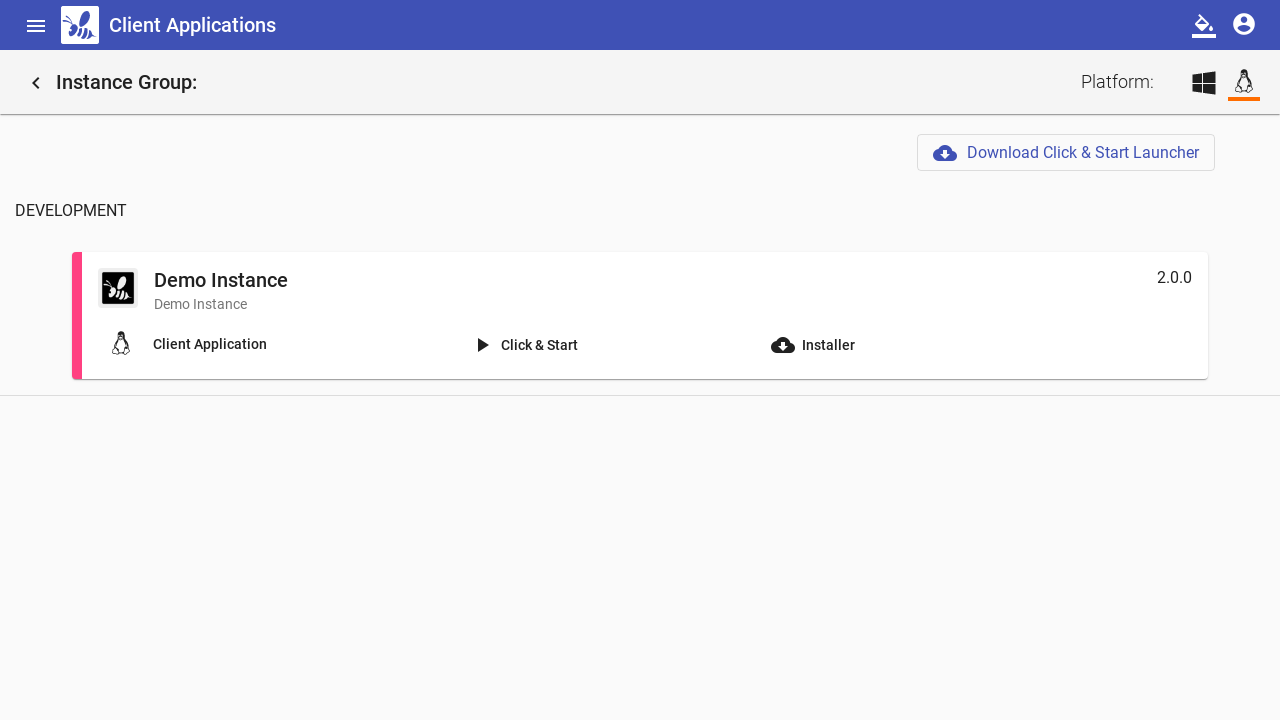 Client Applications
Instance Group:
Platform:
Download Click & Start Launcher
DEVELOPMENT
Demo Instance
2.0.0
Demo Instance
Client Application
Click & Start
Installer